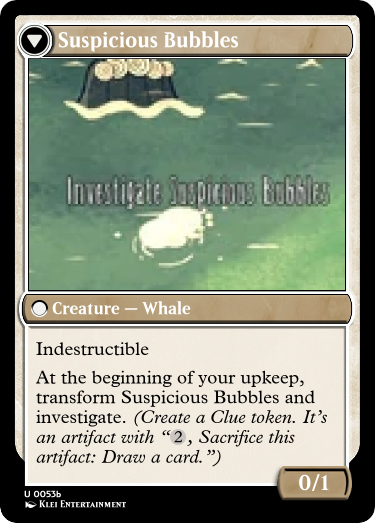 Suspicious Bubbles
Investigate Suspicious Bubbles
Creature — Whale
Indestructible
At the beginning of your upkeep,
transform Suspicious Bubbles and
investigate. (Create a Clue token. It's
an artifact with “2, Sacrifice this
artifact: Draw a card.”)
0/1
U 0053b
Klei Entertainment